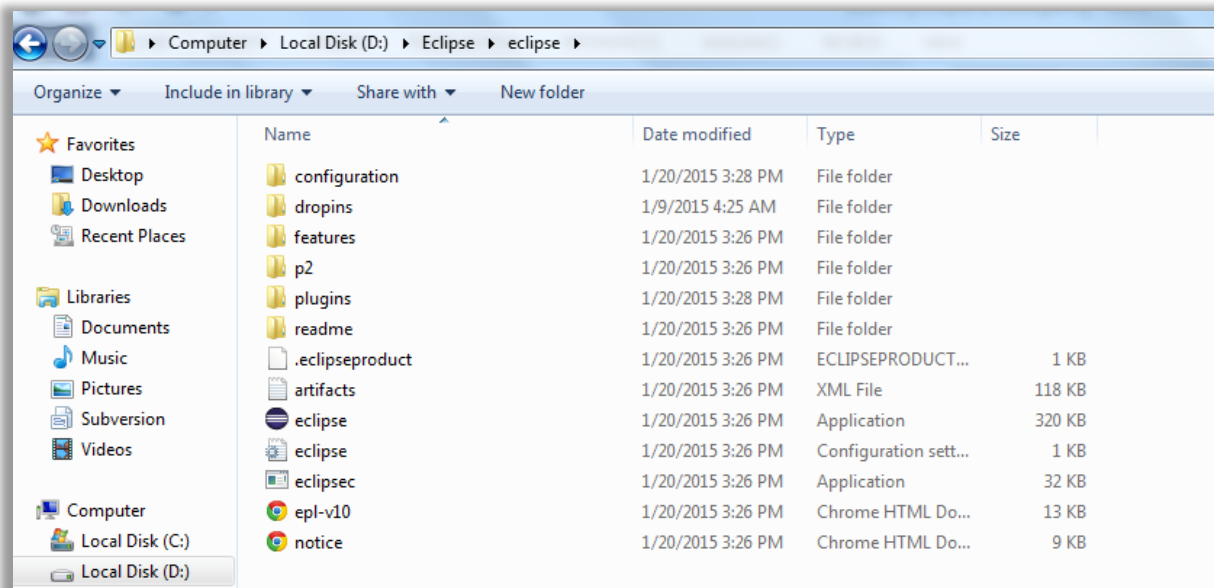 Computer Local Disk (D:) Eclipse eclipse
Organize Include in library Share with New folder
Favorites
Desktop
Downloads
Recent Places
Libraries
Documents
Music
Pictures
Subversion
Videos
Computer
Local Disk (C:)
Local Disk (D:)
Name Date modified Type Size
configuration 1/20/2015 3:28 PM File folder
dropins 1/9/2015 4:25 AM File folder
features 1/20/2015 3:26 PM File folder
p2 1/20/2015 3:26 PM File folder
plugins 1/20/2015 3:28 PM File folder
readme 1/20/2015 3:26 PM File folder
.eclipseproduct 1/20/2015 3:26 PM ECLIPSEPRODUCT... 1 KB
artifacts 1/20/2015 3:26 PM XML File 118 KB
eclipse 1/20/2015 3:26 PM Application 320 KB
eclipse 1/20/2015 3:26 PM Configuration sett... 1 KB
eclipsec 1/20/2015 3:26 PM Application 32 KB
epl-v10 1/20/2015 3:26 PM Chrome HTML Do... 13 KB
notice 1/20/2015 3:26 PM Chrome HTML Do... 9 KB